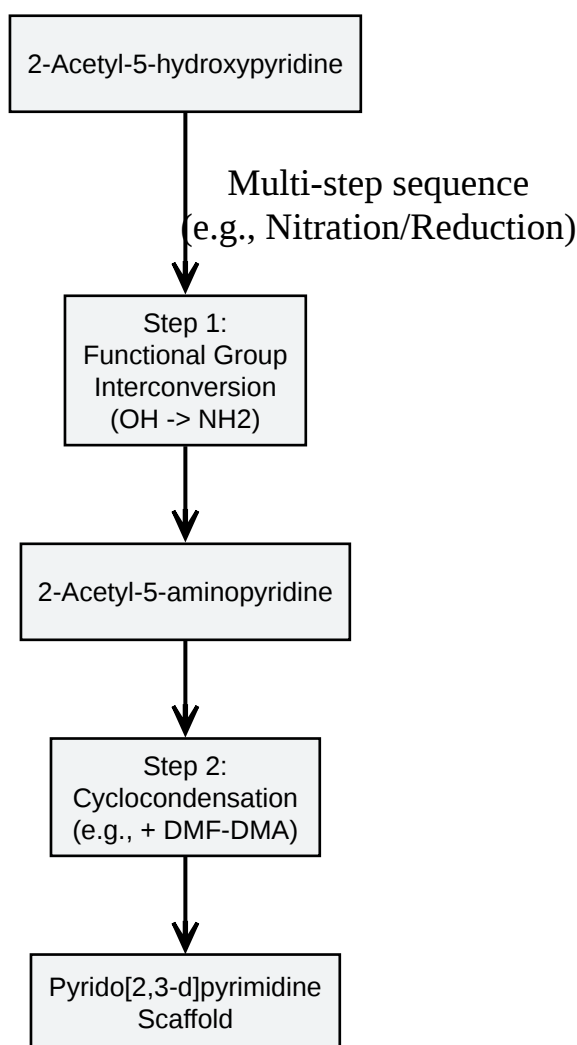 2-Acetyl-5-hydroxypyridine
Multi-step sequence
(e.g., Nitration/Reduction)
Step 1:
Functional Group
Interconversion
(OH -> NH2)
2-Acetyl-5-aminopyridine
Step 2:
Cyclocondensation
(e.g., + DMF-DMA)
Pyrido[2,3-d]pyrimidine
Scaffold